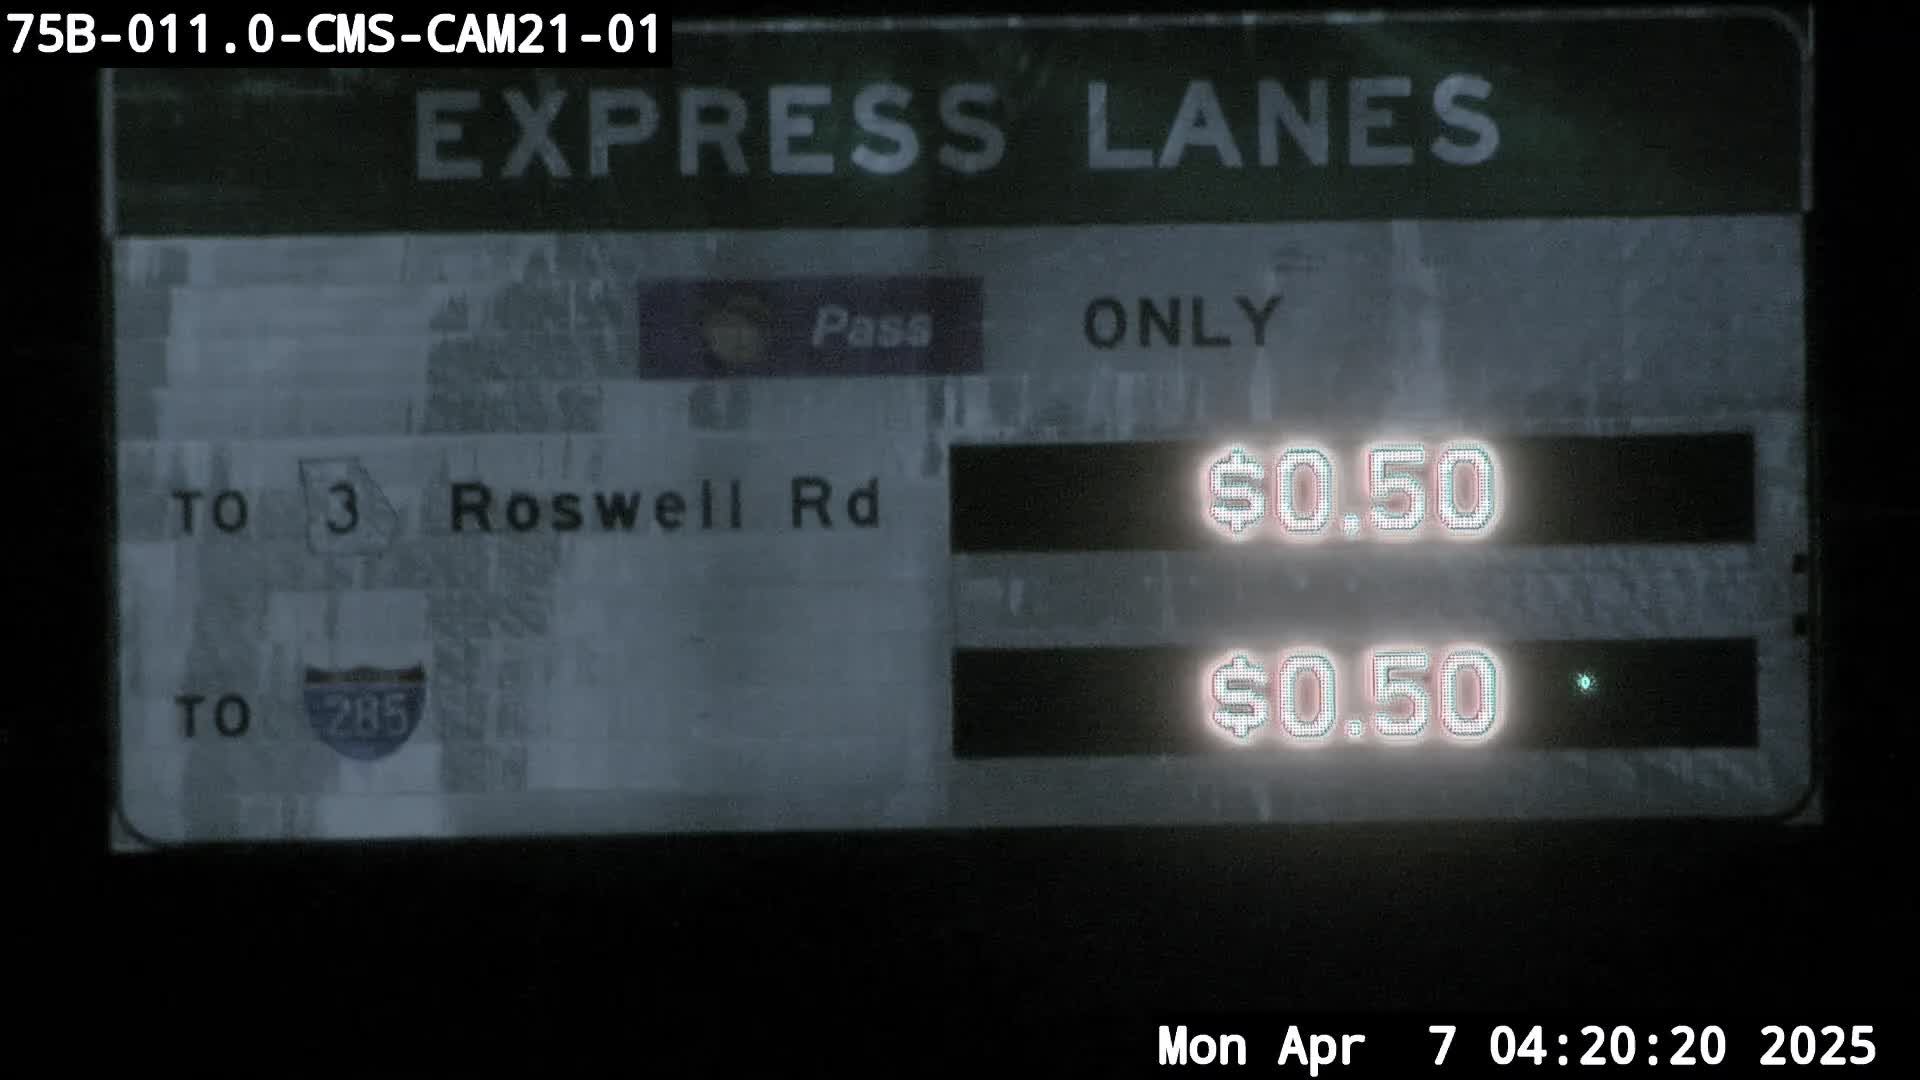 75B-011.0-CMS-CAM21-01
EXPRESS LANES
Pass ONLY
TO 3 Roswell Rd $0.50
TO 285 $0.50
Mon Apr 7 04:20:20 2025